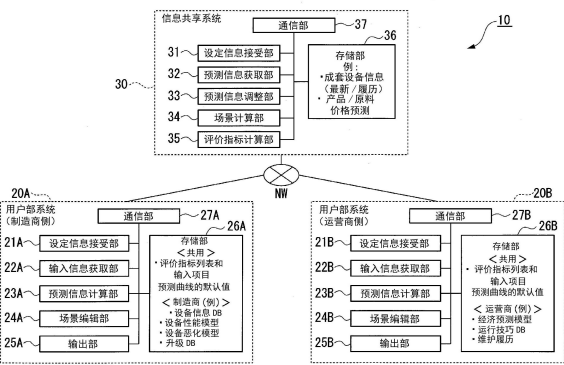 10
信息共享系统
30
通信部
37
31
设定信息接受部
32
预测信息获取部
33
预测信息调整部
34
场景计算部
35
评价指标计算部
36
存储部
例：
・成套设备信息
（最新／履历）
・产品／原料
价格预测
NW
20A
用户部系统
（制造商侧）
通信部
27A
21A
设定信息接受部
22A
输入信息获取部
23A
预测信息计算部
24A
场景编辑部
25A
输出部
26A
存储部
＜共用＞
・评价指标列表和
输入项目
预测曲线的默认值
＜制造商（例）＞
・设备信息DB
・设备性能模型
・设备恶化模型
・升级DB
20B
用户部系统
（运营商侧）
通信部
27B
21B
设定信息接受部
22B
输入信息获取部
23B
预测信息计算部
24B
场景编辑部
25B
输出部
26B
存储部
＜共用＞
・评价指标列表和
输入项目
预测曲线的默认值
＜运营商（例）＞
・经济预测模型
・运行技巧DB
・维护履历